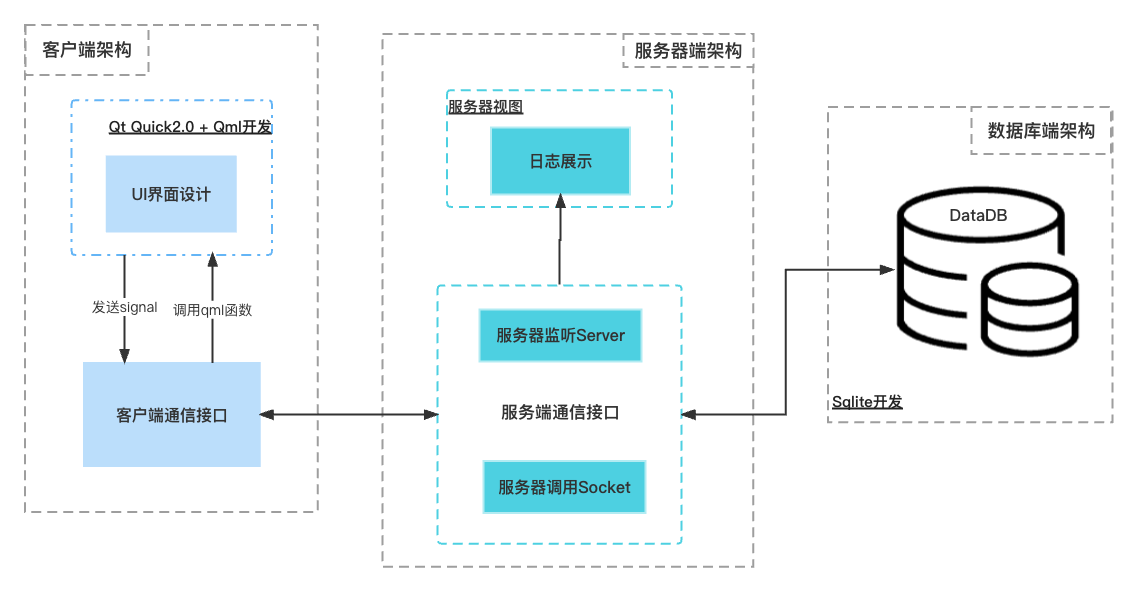 客户端架构
Qt Quick2.0 + Qml开发
UI界面设计
发送signal
调用qml函数
客户端通信接口
服务器端架构
服务器视图
日志展示
服务器监听Server
服务端通信接口
服务器调用Socket
数据库端架构
DataDB
Sqlite开发